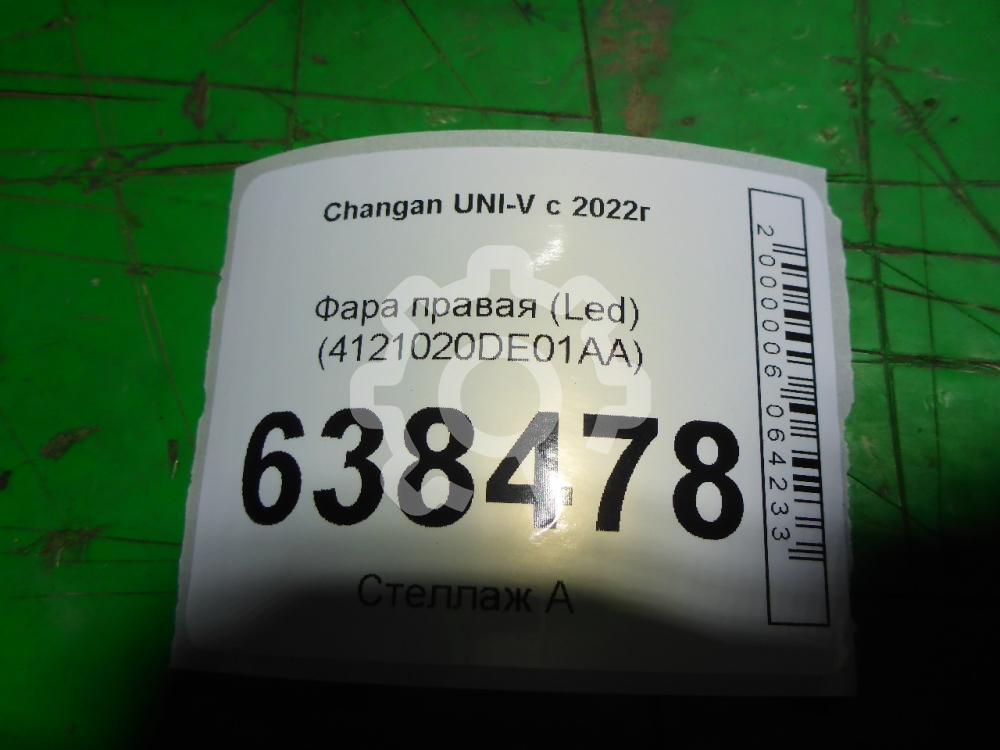 Changan UNI-V с 2022г
Фара правая (Led)
(4121020DE01AA)
638478
Стеллаж А
2000006064233